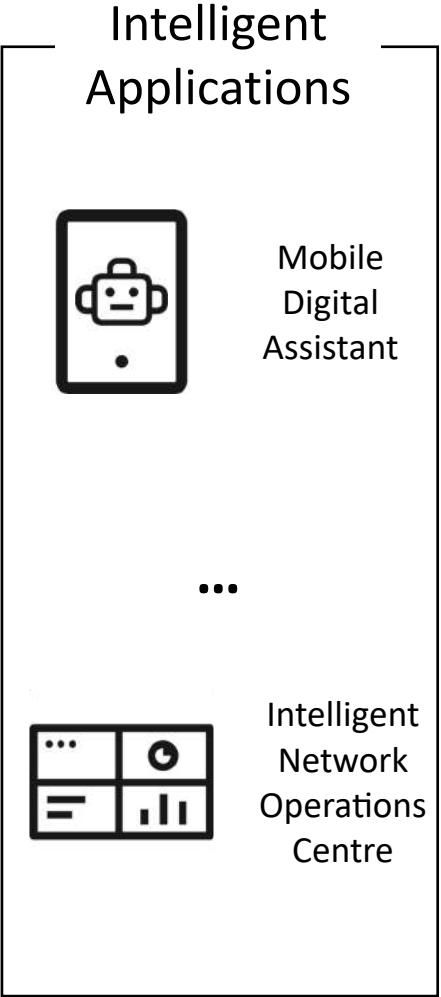 Intelligent
Applications
Mobile
Digital
Assistant
...
Intelligent
Network
Operations
Centre